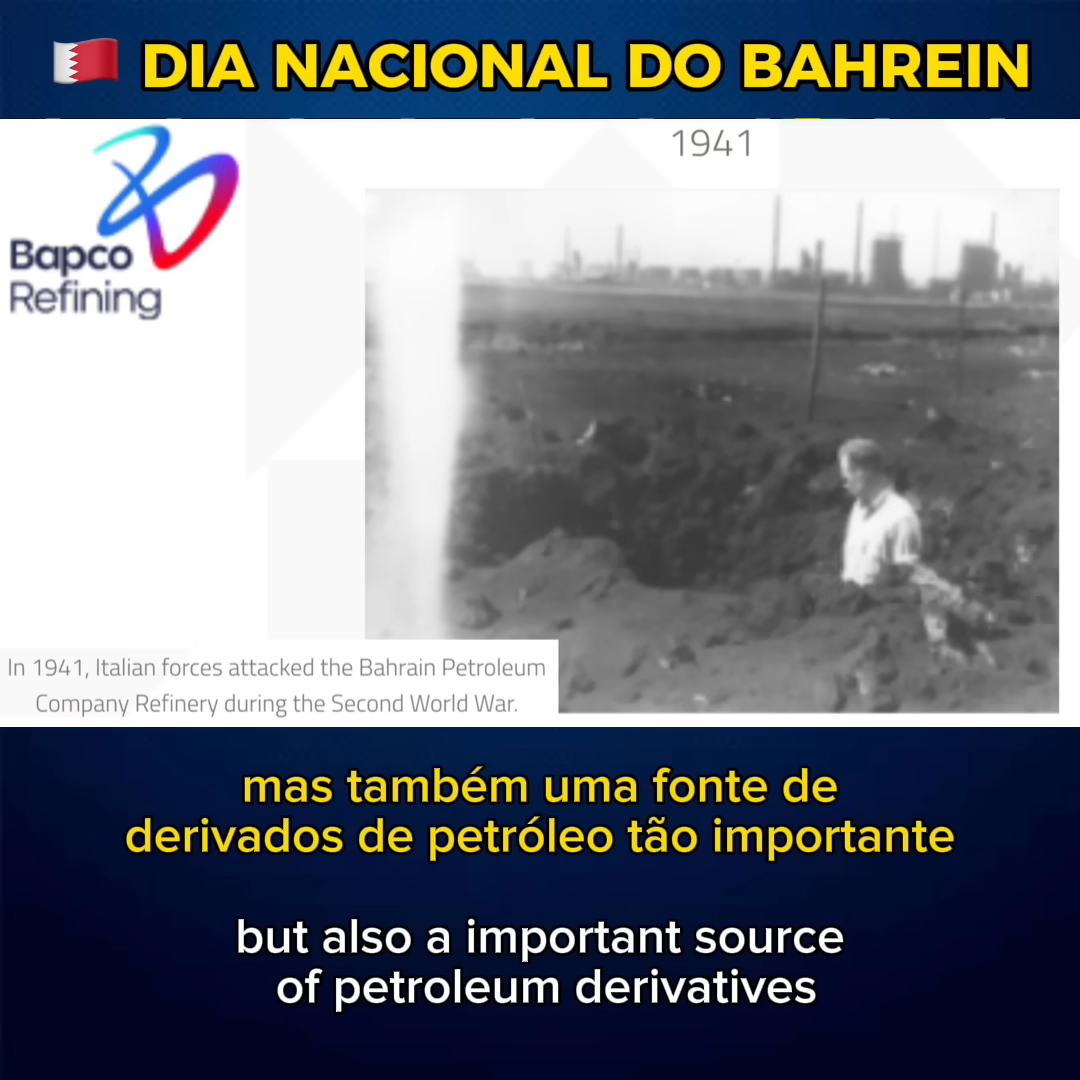 DIA NACIONAL DO BAHREIN
1941
Bapco
Refining
In 1941, Italian forces attacked the Bahrain Petroleum
Company Refinery during the Second World War.
mas também uma fonte de
derivados de petróleo tão importante
but also a important source
of petroleum derivatives